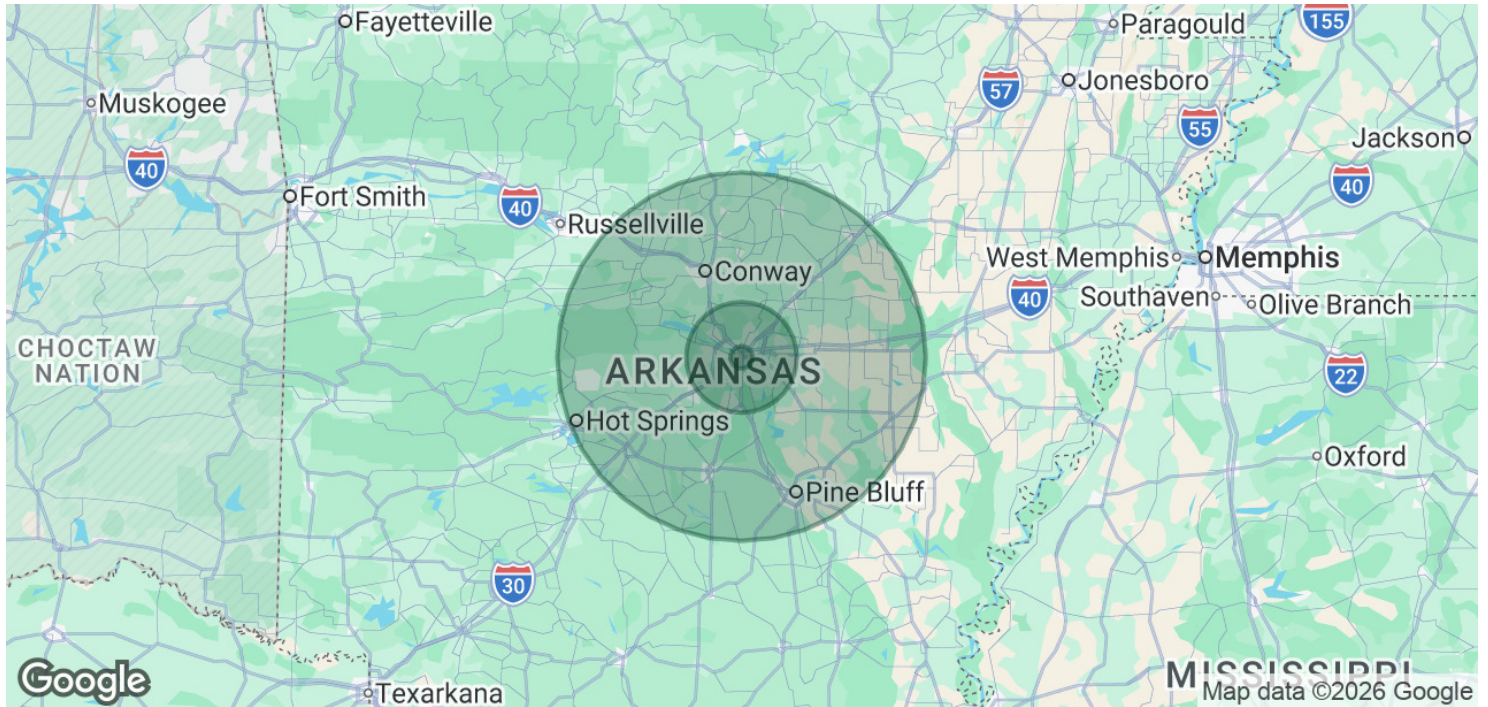 Fayetteville
Paragould
155
Muskogee
57
Jonesboro
55
Jackson
40
Fort Smith
40
Russellville
40
West Memphis
Memphis
Conway
40
Southaven
Olive Branch
CHOCTAW
NATION
ARKANSAS
22
Hot Springs
Oxford
Pine Bluff
30
MISSISSIPPI
Google
Texarkana
Map data ©2026 Google